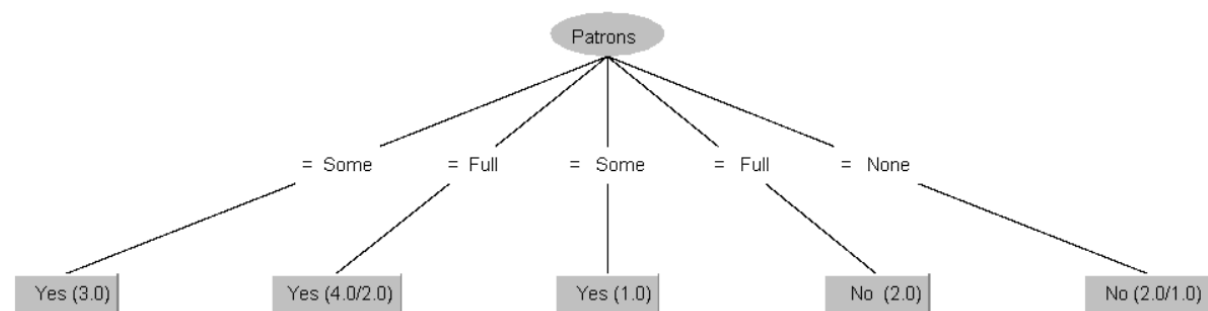 Patrons
= Some = Full = Some = Full = None
Yes (3.0) Yes (4.0/2.0) Yes (1.0) No (2.0) No (2.0/1.0)